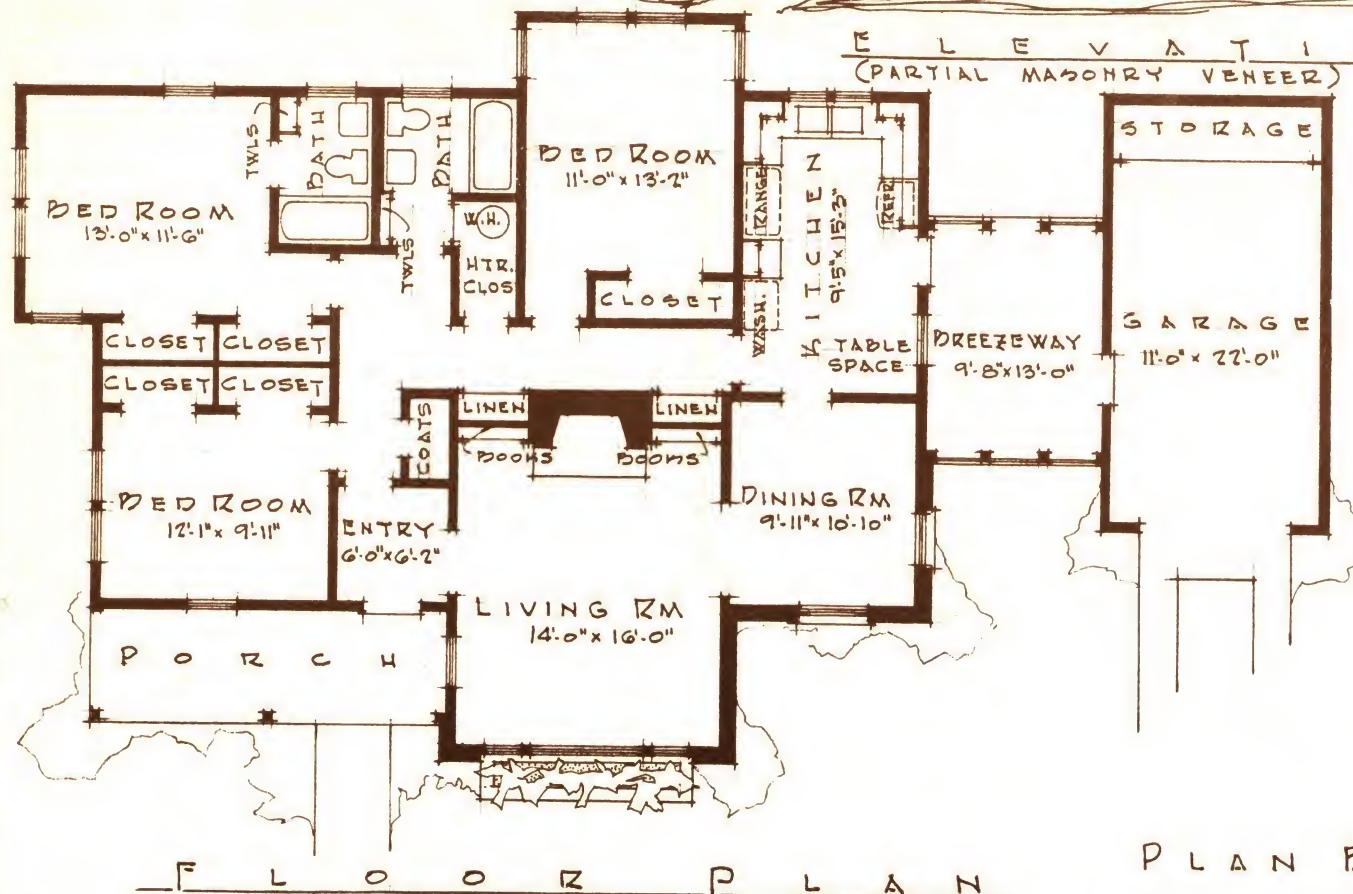 ELEVATI
(PARTIAL MASONRY VENEER)
STORAGE
TWLS
BATH
BATH
BED ROOM
11'-0" x 13'-2"
KITCHEN
9'-5" x 15'-3"
RANGE
REFR.
BED ROOM
13'-0" x 11'-6"
W.H.
HTR.
CLOS
TWLS
CLOSET
WASH.
TABLE
SPACE
BREEZEWAY
9'-8" x 13'-0"
GARAGE
11'-0" x 22'-0"
CLOSET
CLOSET
CLOSET
CLOSET
COATS
LINEN
LINEN
BOOKS
BOOKS
BED ROOM
12'-1" x 9'-11"
ENTRY
6'-0" x 6'-2"
DINING RM
9'-11" x 10'-10"
LIVING RM
14'-0" x 16'-0"
PORCH
FLOOR PLAN
PLAN